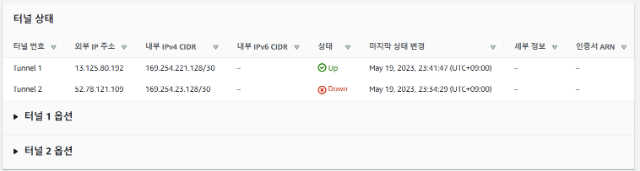 터널 상태
터널 번호 외부 IP 주소 내부 IPv4 CIDR 내부 IPv6 CIDR 상태 마지막 상태 변경 세부 정보 인증서 ARN
Tunnel 1 13.125.80.192 169.254.221.128/30 – Up May 19, 2023, 23:41:47 (UTC+09:00) – –
Tunnel 2 52.78.121.109 169.254.23.128/30 – Down May 19, 2023, 23:34:29 (UTC+09:00) – –
터널 1 옵션
터널 2 옵션